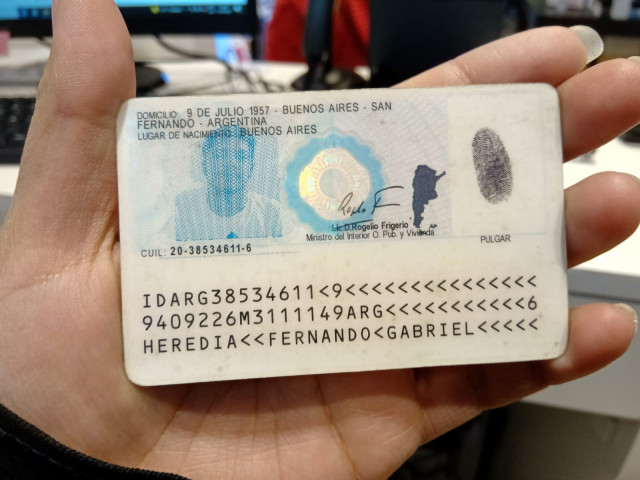 DOMICILIO: 9 DE JULIO 1957 - BUENOS AIRES - SAN
FERNANDO - ARGENTINA
LUGAR DE NACIMIENTO: BUENOS AIRES
Lic.D.Rogelio Frigerio
Ministro del Interior O. Pub. y Vivienda
PULGAR
CUIL: 20-38534611-6
IDARG38534611<9<<<<<<<<<<<<<<<
9409226M3111149ARG<<<<<<<<<<<6
HEREDIA<<FERNANDO<GABRIEL<<<<<